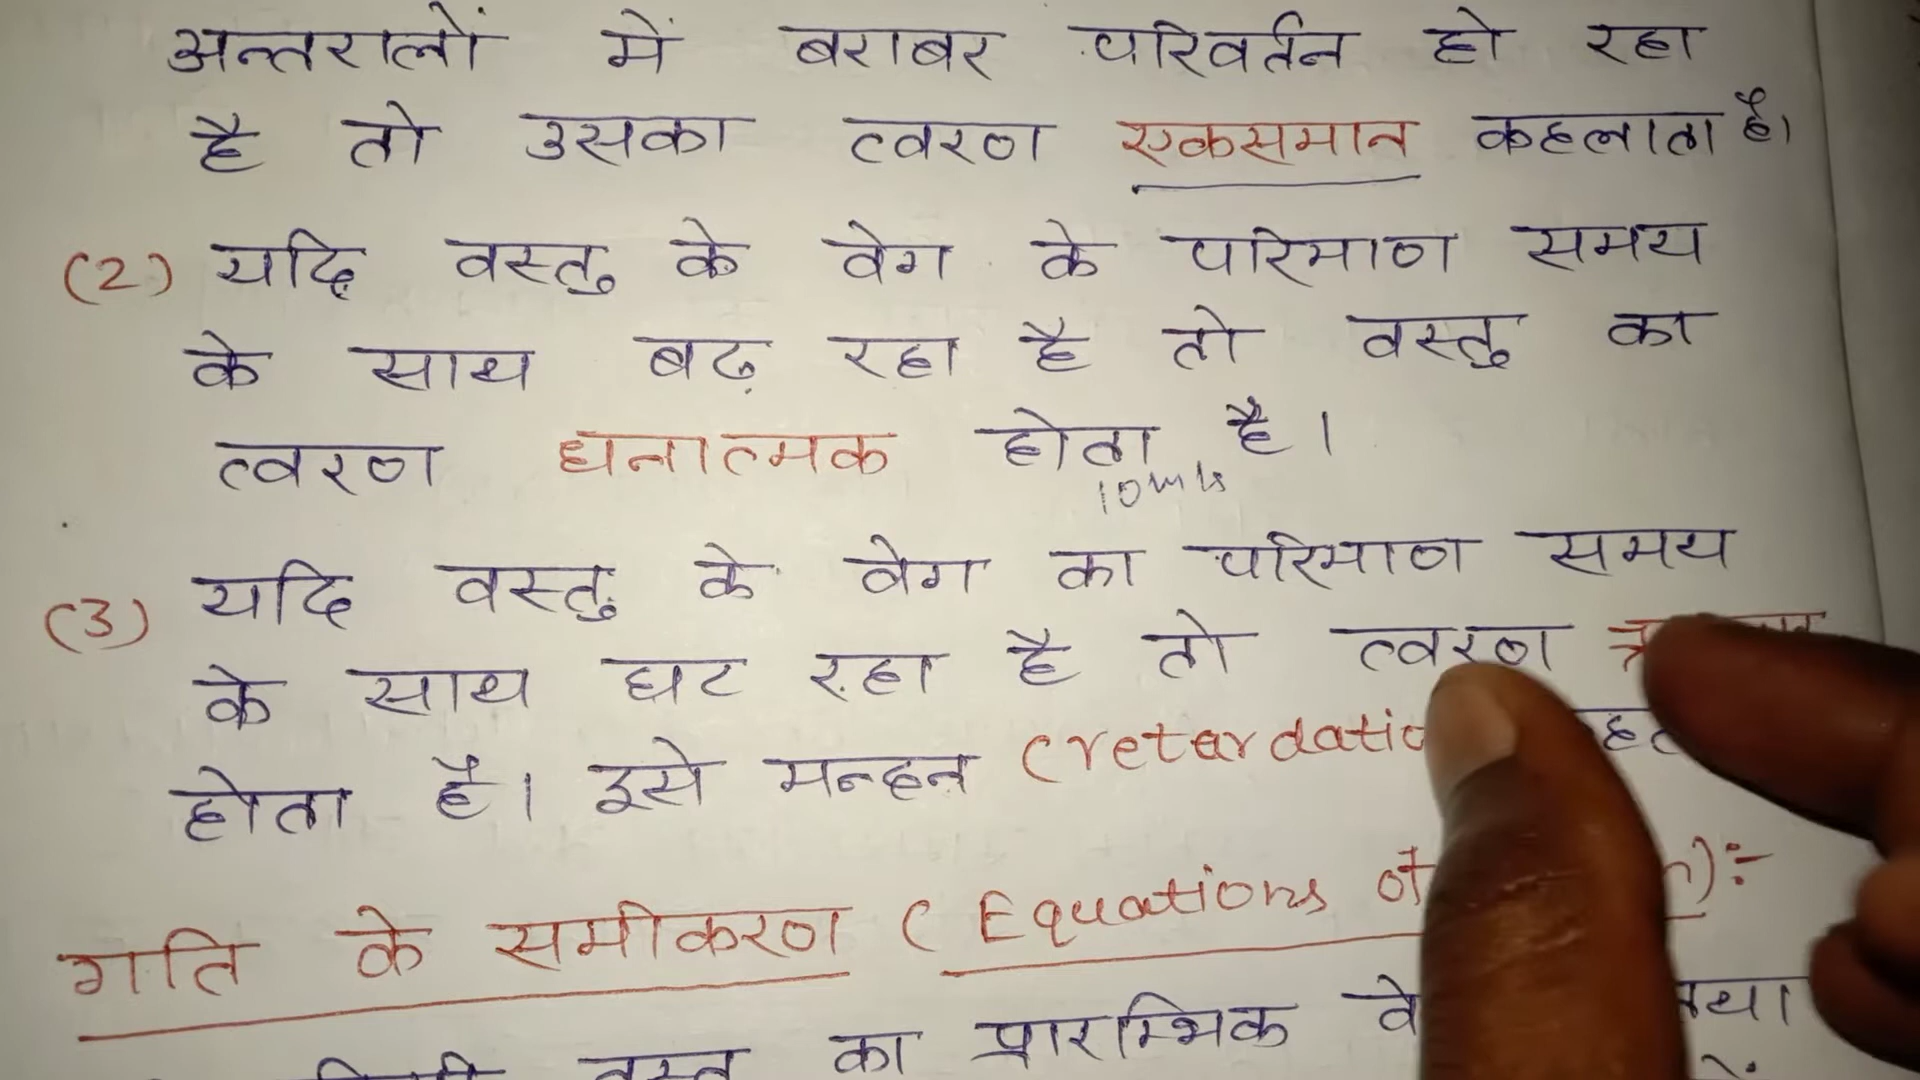 अन्तरालों में बराबर परिवर्तन हो रहा
है तो उसका त्वरण एकसमान कहलाता है।
(2) यदि वस्तु के वेग के परिमाण समय
के साथ बढ़ रहा है तो वस्तु का
त्वरण धनात्मक होता है।
10m/s
(3) यदि वस्तु के वेग का परिमाण समय
के साथ घट रहा है तो त्वरण
होता है। इसे मन्दन (retardatio
गति के समीकरण (Equations of n):-
वस्तु का प्रारम्भिक वे